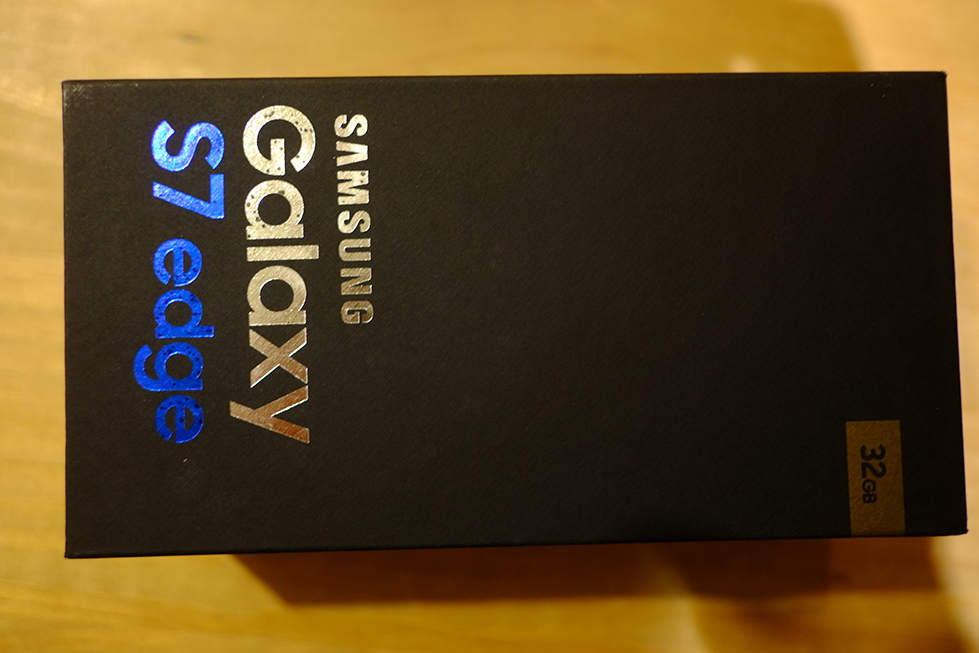 32GB
SAMSUNG
Galaxy
S7 edge